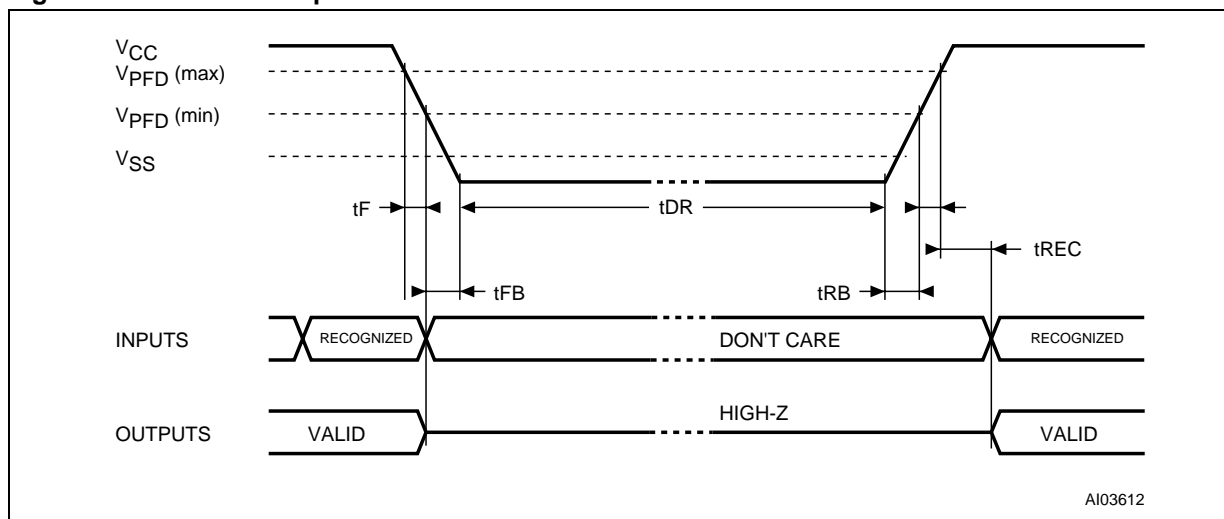 VCC
VPFD (max)
VPFD (min)
VSS
tF
tDR
tREC
tFB
tRB
INPUTS
RECOGNIZED
DON'T CARE
RECOGNIZED
HIGH-Z
OUTPUTS
VALID
VALID
AI03612